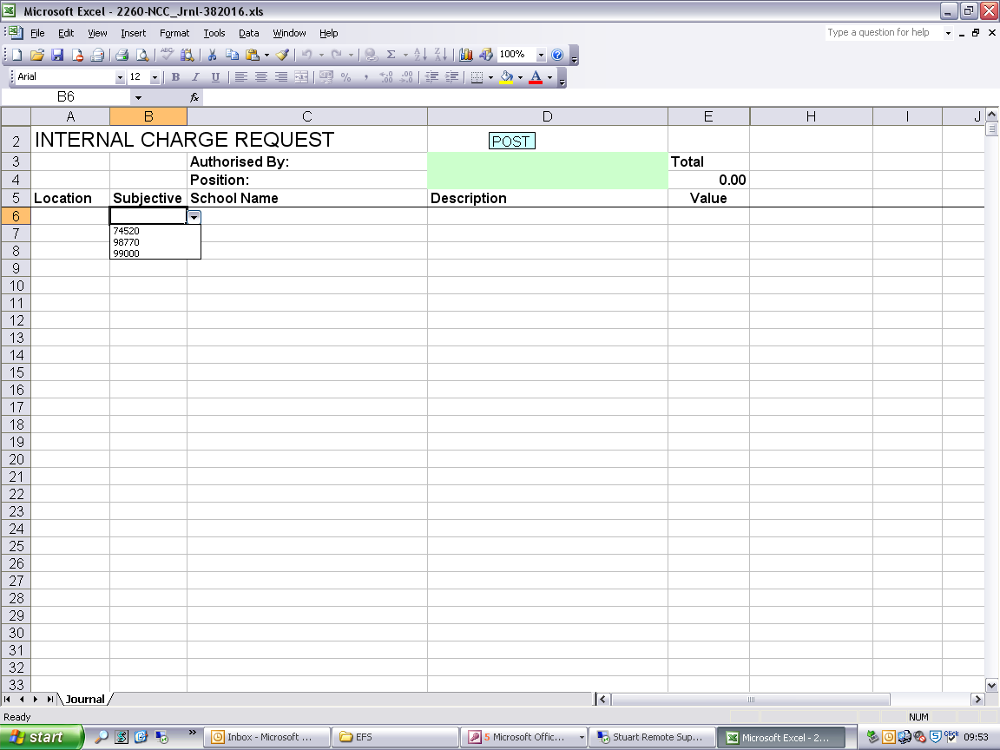 Microsoft Excel - 2260-NCC_Jrnl-382016.xls
File Edit View Insert Format Tools Data Window Help Type a question for help
100%
Arial 12 B I U
B6 fx
A B C D E H I J
2 INTERNAL CHARGE REQUEST POST
3 Authorised By: Total
4 Position: 0.00
5 Location Subjective School Name Description Value
6
7 74520
98770
8 99000
9
10
11
12
13
14
15
16
17
18
19
20
21
22
23
24
25
26
27
28
29
30
31
32
33
Journal
Ready NUM
start Inbox - Microsoft ... EFS 5 Microsoft Offic... Stuart Remote Sup... Microsoft Excel - 2... 09:53